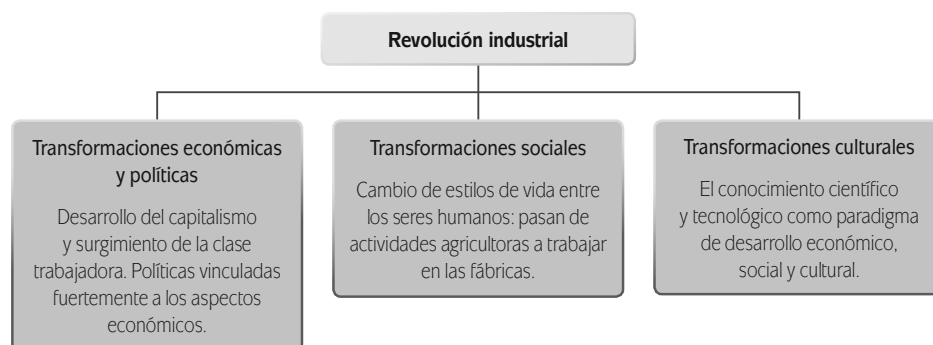 Revolución industrial
Transformaciones económicas
y políticas
Desarrollo del capitalismo
y surgimiento de la clase
trabajadora. Políticas vinculadas
fuertemente a los aspectos
económicos.
Transformaciones sociales
Cambio de estilos de vida entre
los seres humanos: pasan de
actividades agricultoras a trabajar
en las fábricas.
Transformaciones culturales
El conocimiento científico
y tecnológico como paradigma
de desarrollo económico,
social y cultural.